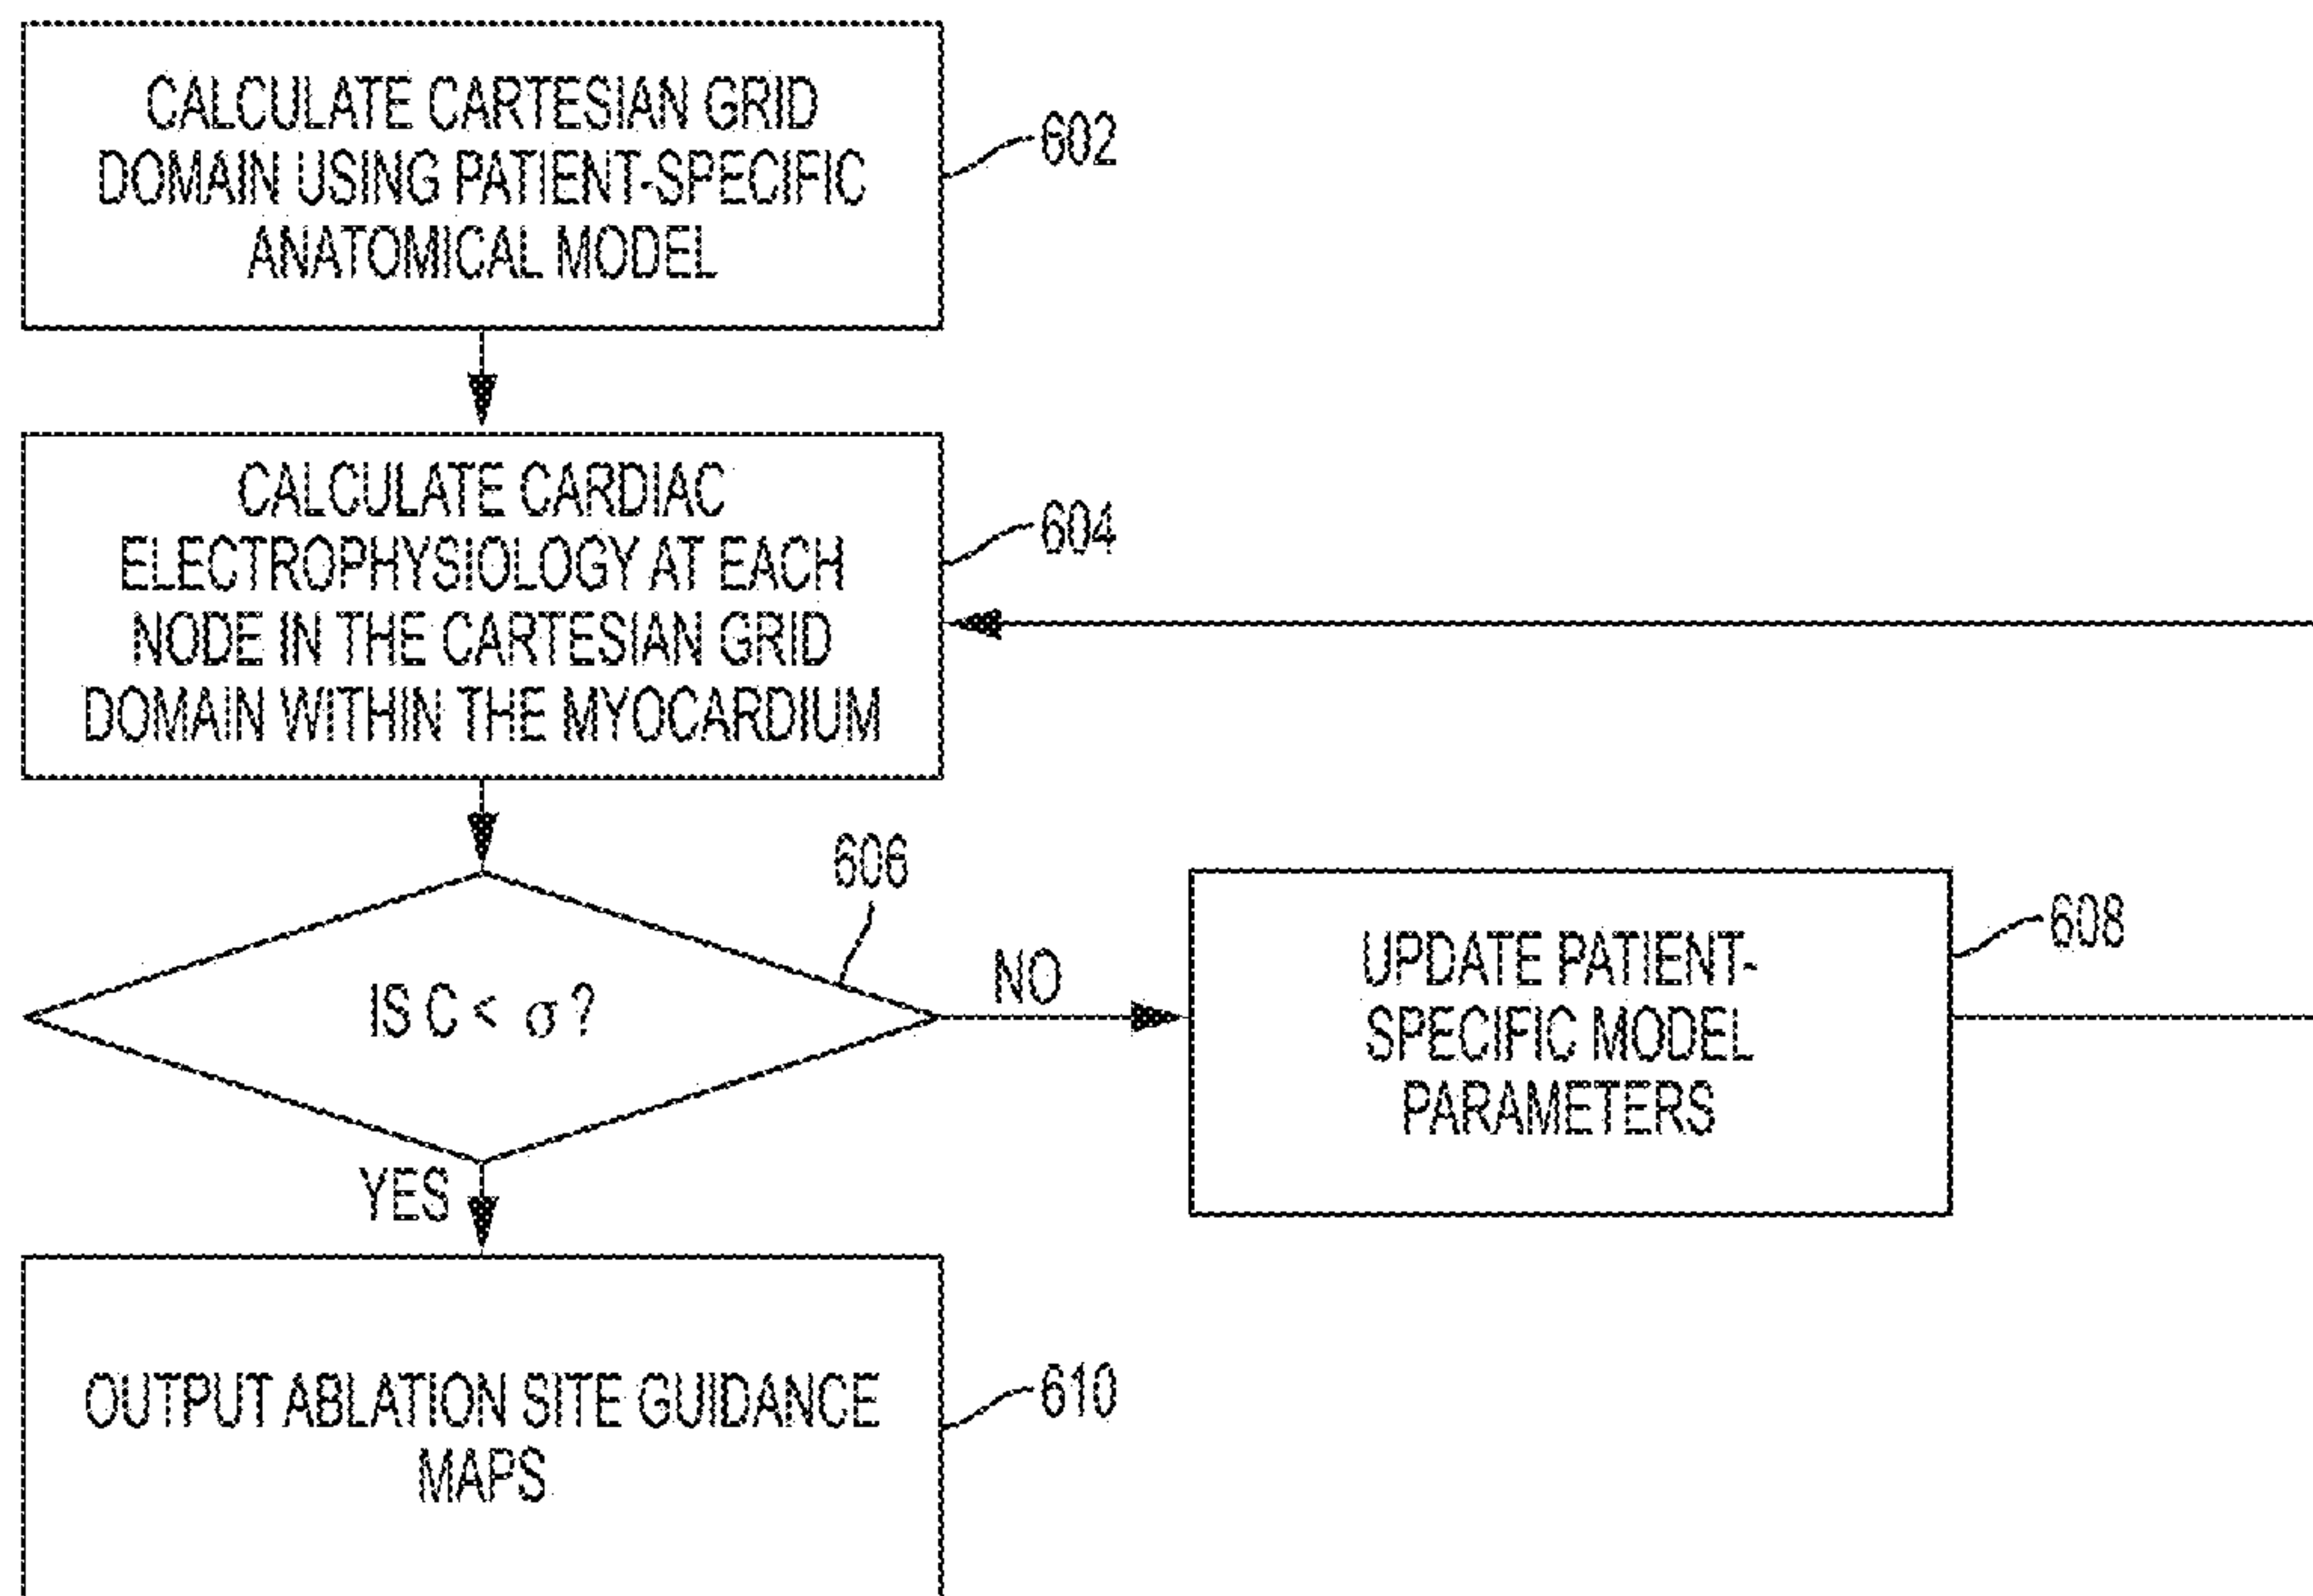 CALCULATE CARTESIAN GRID
DOMAIN USING PATIENT-SPECIFIC
ANATOMICAL MODEL
602
CALCULATE CARDIAC
ELECTROPHYSIOLOGY AT EACH
NODE IN THE CARTESIAN GRID
DOMAIN WITHIN THE MYOCARDIUM
604
606
IS C < σ ?
NO
UPDATE PATIENT-
SPECIFIC MODEL
PARAMETERS
608
YES
OUTPUT ABLATION SITE GUIDANCE
MAPS
610